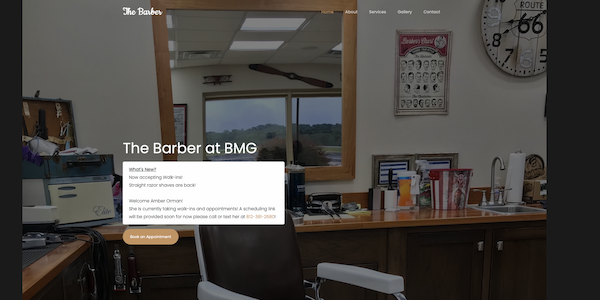 The Barber
Home About Services Gallery Contact
ROUTE
66
The Barber at BMG
What's New?
Now accepting Walk-ins!
Straight razor shaves are back!
Welcome Amber Orman!
She is currently taking walk-ins and appointments! A scheduling link
will be provided soon for now please call or text her at
Book an Appointment